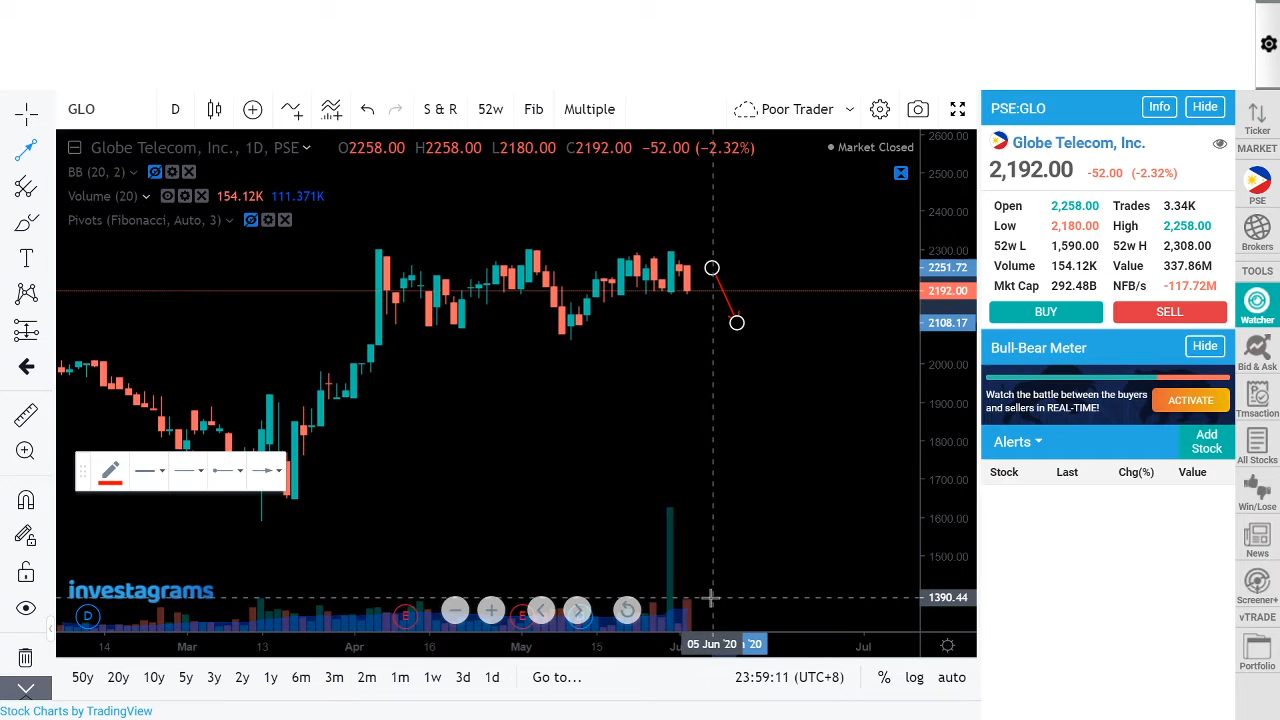 GLO D S & R 52w Fib Multiple Poor Trader
Globe Telecom, Inc., 1D, PSE O2258.00 H2258.00 L2180.00 C2192.00 −52.00 (−2.32%) Market Closed
BB (20, 2)
Volume (20) 154.12K 111.371K
Pivots (Fibonacci, Auto, 3)
2600.00
2500.00
2400.00
2300.00
2251.72
2192.00
2108.17
2000.00
1900.00
1800.00
1700.00
1600.00
1500.00
1390.44
investagrams
D E E
14 Mar 13 Apr 16 May 15 05 Jun '20 '20 Jul
50y 20y 10y 5y 3y 2y 1y 6m 3m 2m 1m 1w 3d 1d Go to... 23:59:11 (UTC+8) % log auto
Stock Charts by TradingView
PSE:GLO Info Hide
Globe Telecom, Inc.
2,192.00 -52.00 (-2.32%)
Open 2,258.00 Trades 3.34K
Low 2,180.00 High 2,258.00
52w L 1,590.00 52w H 2,308.00
Volume 154.12K Value 337.86M
Mkt Cap 292.48B NFB/s -117.72M
BUY SELL
Bull-Bear Meter Hide
Watch the battle between the buyers
and sellers in REAL-TIME!
ACTIVATE
Alerts Add
Stock
Stock Last Chg(%) Value
Ticker
MARKET
PSE
Brokers
TOOLS
Watcher
Bid & Ask
Trnsaction
All Stocks
Win/Lose
News
Screener+
vTRADE
Portfolio